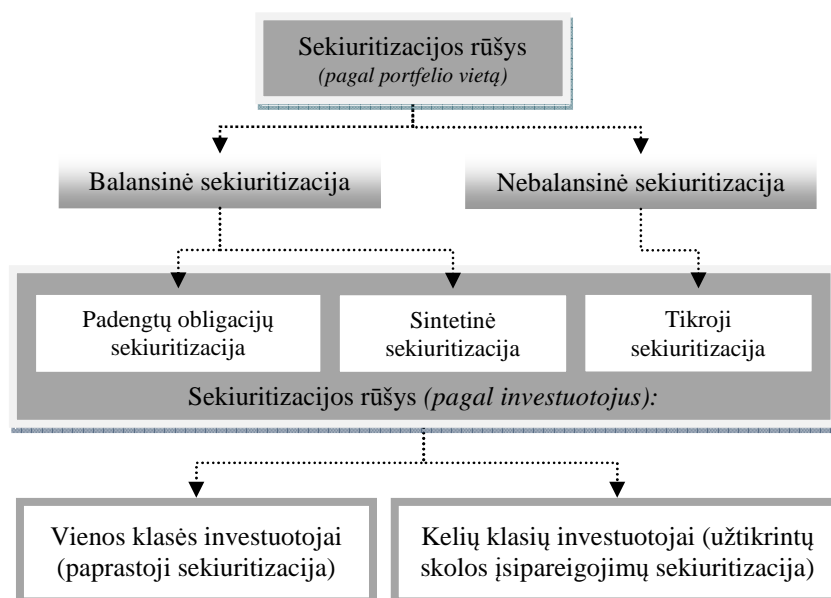 Sekiuritizacijos rūšys
(pagal portfelio vietą)
Balansinė sekiuritizacija
Nebalansinė sekiuritizacija
Padengtų obligacijų
sekiuritizacija
Sintetinė
sekiuritizacija
Tikroji
sekiuritizacija
Sekiuritizacijos rūšys (pagal investuotojus):
Vienos klasės investuotojai
(paprastoji sekiuritizacija)
Kelių klasių investuotojai (užtikrintų
skolos įsipareigojimų sekiuritizacija)